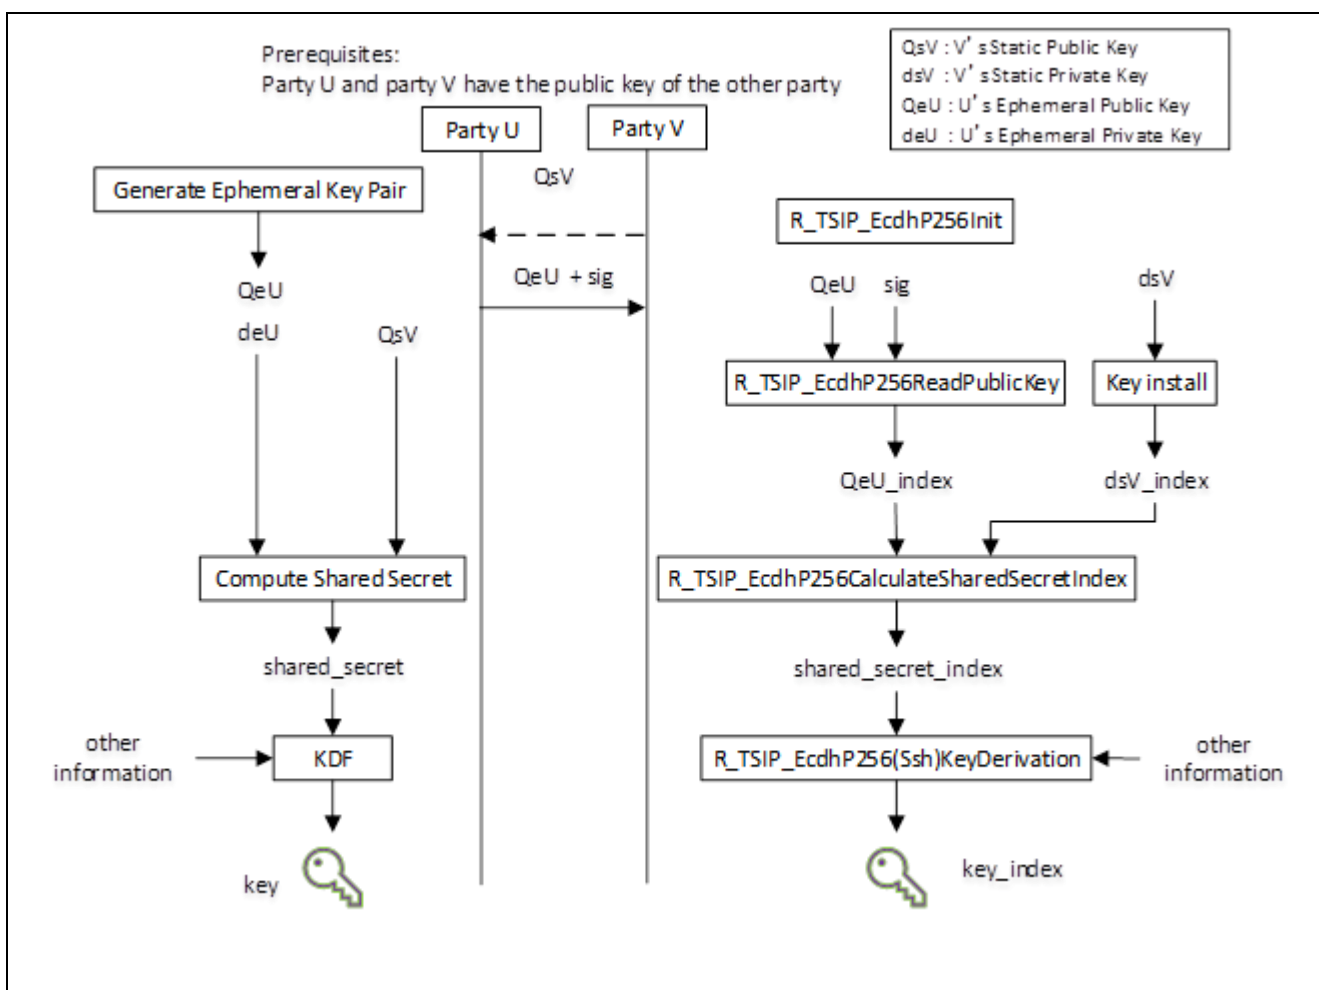 Prerequisites:
Party U and party V have the public key of the other party
QsV : V' s Static Public Key
dsV : V' s Static Private Key
QeU : U' s Ephemeral Public Key
deU : U' s Ephemeral Private Key
Party U
Party V
Generate Ephemeral Key Pair
QsV
R_TSIP_EcdhP256Init
QeU + sig
QeU
deU
QsV
QeU
sig
dsV
R_TSIP_EcdhP256ReadPublicKey
Key install
QeU_index
dsV_index
Compute Shared Secret
R_TSIP_EcdhP256CalculateSharedSecretIndex
shared_secret
shared_secret_index
other
information
KDF
R_TSIP_EcdhP256(Ssh)KeyDerivation
other
information
key
key_index